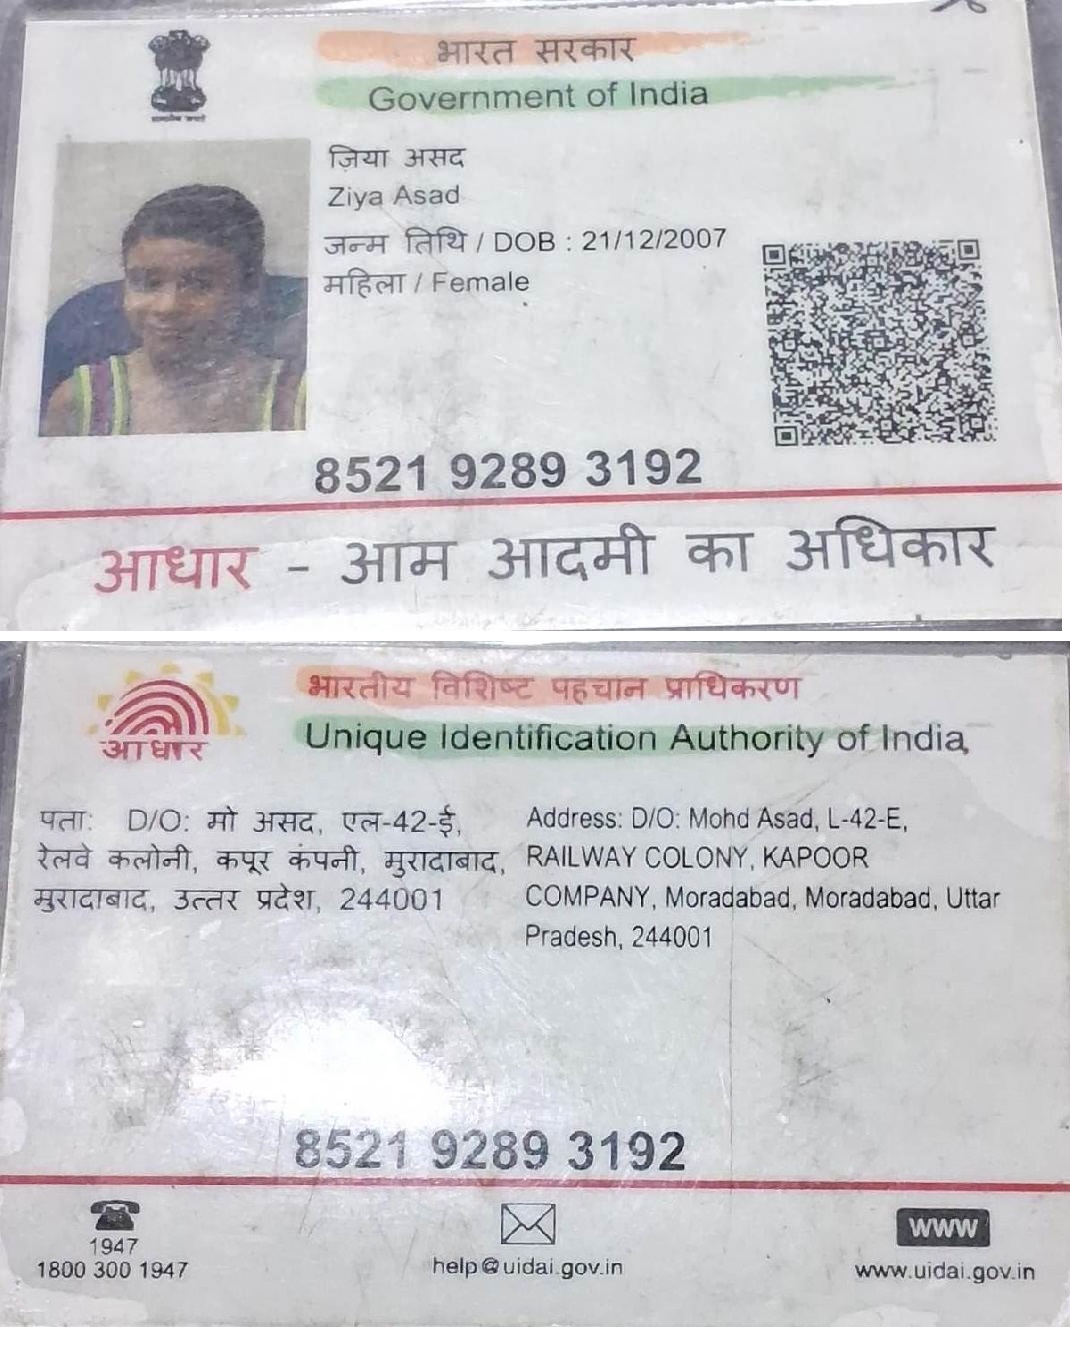 भारत सरकार
Government of India
ज़िया असद
Ziya Asad
जन्म तिथि / DOB : 21/12/2007
महिला / Female
8521 9289 3192
आधार - आम आदमी का अधिकार
भारतीय विशिष्ट पहचान प्राधिकरण
Unique Identification Authority of India
आधार
पता: D/O: मो असद, एल-42-ई,
रेलवे कलोनी, कपूर कंपनी, मुरादाबाद,
मुरादाबाद, उत्तर प्रदेश, 244001
Address: D/O: Mohd Asad, L-42-E,
RAILWAY COLONY, KAPOOR
COMPANY, Moradabad, Moradabad, Uttar
Pradesh, 244001
8521 9289 3192
1947
1800 300 1947
help@uidai.gov.in
www
www.uidai.gov.in